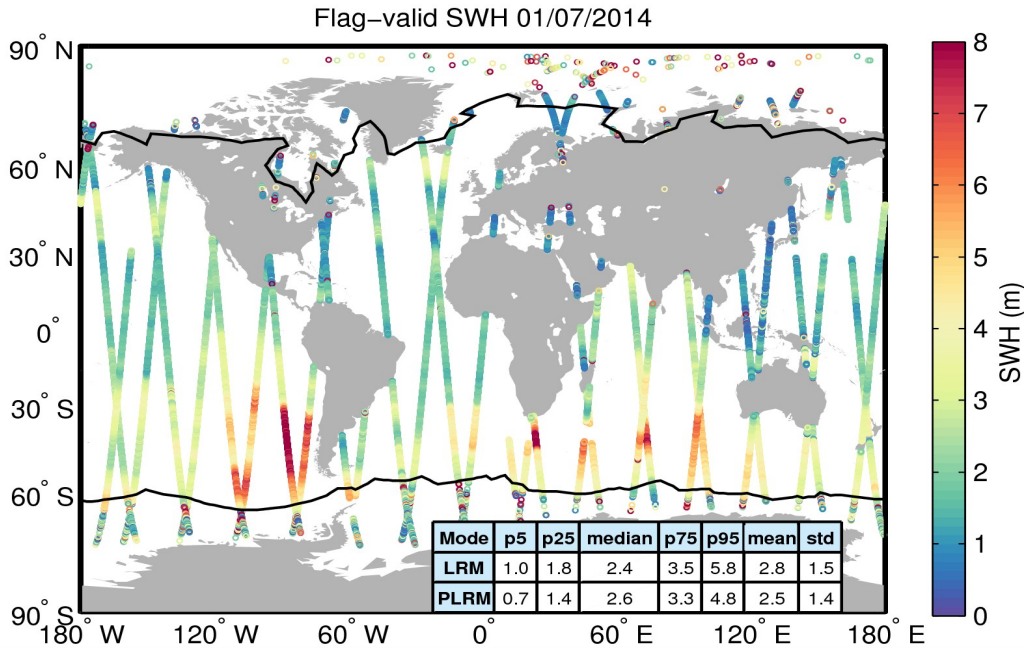 Flag−valid SWH 01/07/2014
90° N
60° N
30° N
0°
30° S
60° S
90° S
180° W
120° W
60° W
0°
60° E
120° E
180° E
8
7
6
5
4
3
2
1
0
SWH (m)
Mode p5 p25 median p75 p95 mean std
LRM 1.0 1.8 2.4 3.5 5.8 2.8 1.5
PLRM 0.7 1.4 2.6 3.3 4.8 2.5 1.4